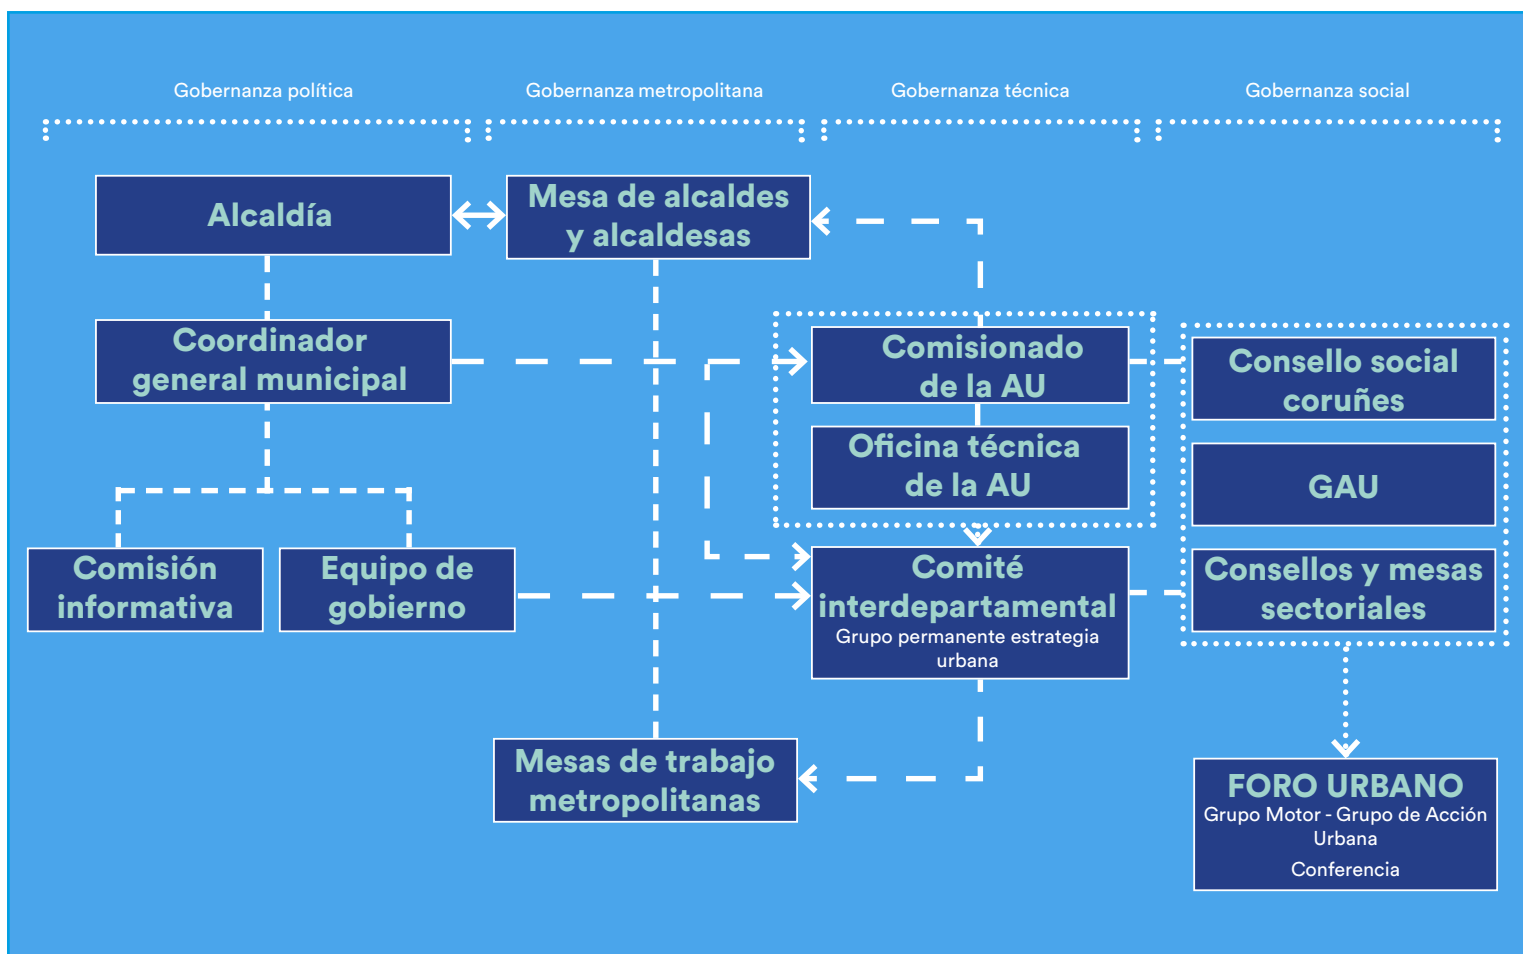 Gobernanza política
Gobernanza metropolitana
Gobernanza técnica
Gobernanza social
Alcaldía
Mesa de alcaldes
y alcaldesas
Coordinador
general municipal
Comisionado
de la AU
Consello social
coruñes
Oficina técnica
de la AU
GAU
Comisión
informativa
Equipo de
gobierno
Comité
interdepartamental
Grupo permanente estrategia
urbana
Consellos y mesas
sectoriales
Mesas de trabajo
metropolitanas
FORO URBANO
Grupo Motor - Grupo de Acción
Urbana
Conferencia